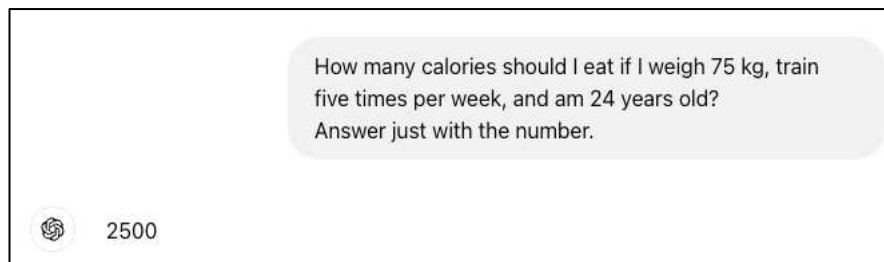 How many calories should I eat if I weigh 75 kg, train
five times per week, and am 24 years old?
Answer just with the number.
2500